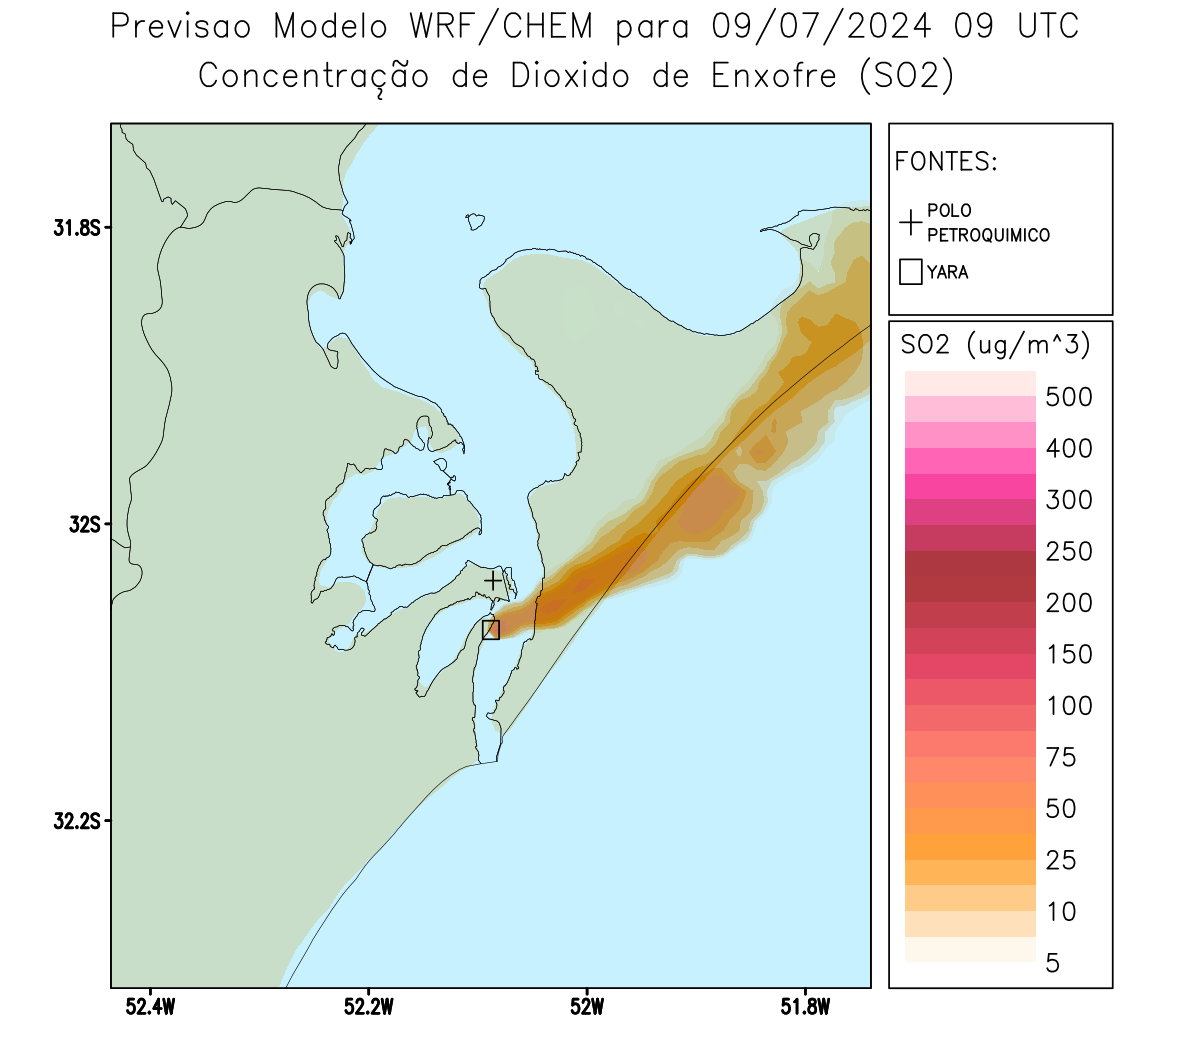 Previsao Modelo WRF/CHEM para 09/07/2024 09 UTC
Concentração de Dioxido de Enxofre (SO2)
FONTES:
POLO
PETROQUIMICO
YARA
31.8S
32S
32.2S
52.4W
52.2W
52W
51.8W
SO2 (ug/m^3)
500
400
300
250
200
150
100
75
50
25
10
5